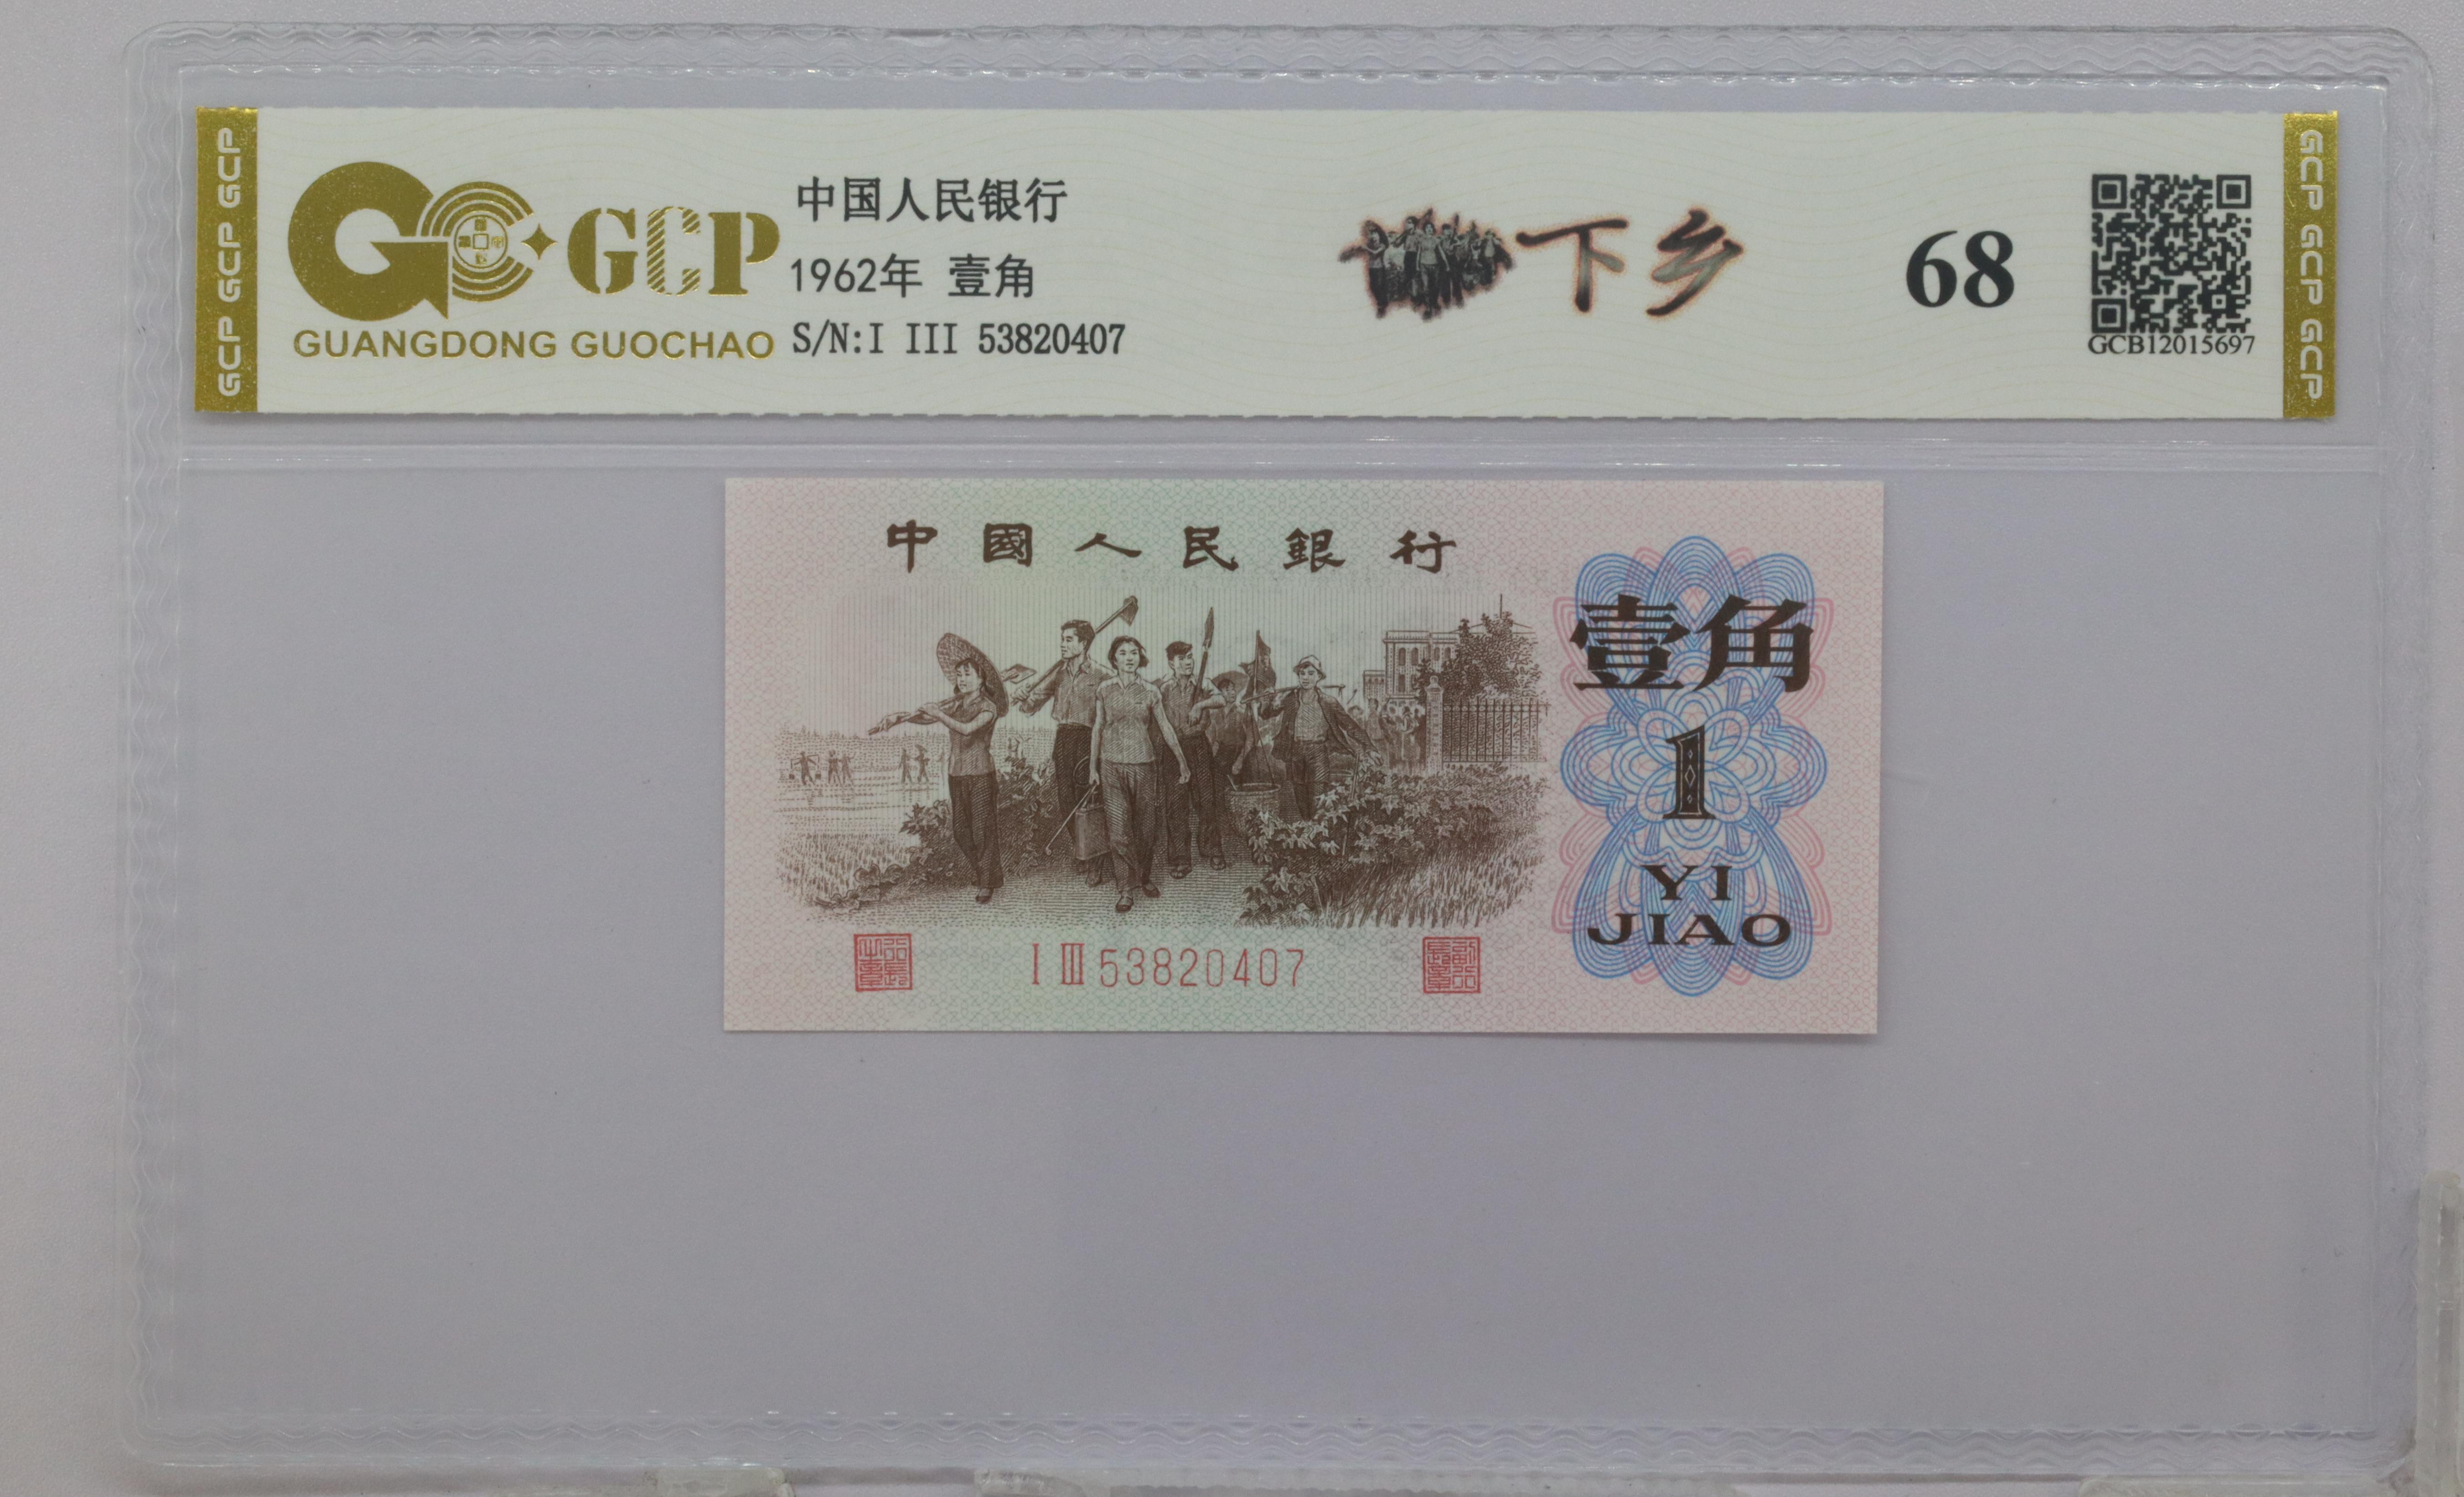 GCP GCP GCP
GCP
GUANGDONG GUOCHAO
中国人民银行
1962年 壹角
S/N:I III 53820407
下乡
68
GCB12015697
GCP GCP GCP
中國人民銀行
壹角
1
YI
JIAO
I III 53820407